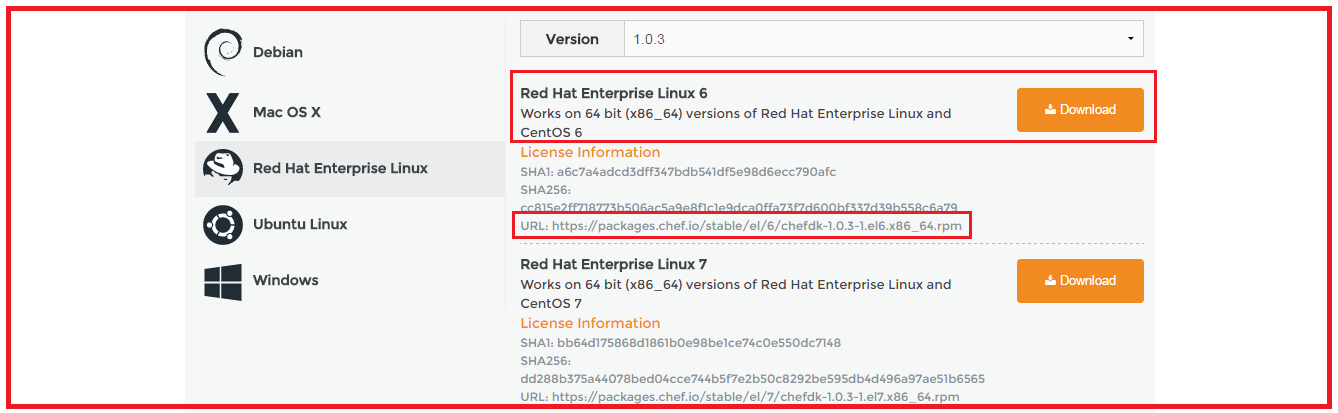 Debian
Mac OS X
Red Hat Enterprise Linux
Ubuntu Linux
Windows
Version 1.0.3
Red Hat Enterprise Linux 6
Works on 64 bit (x86_64) versions of Red Hat Enterprise Linux and
CentOS 6
Download
License Information
SHA1: a6c7a4adcd3dff347bdb541df5e98d6ecc790afc
SHA256:
cc815e2ff718773b506ac5a9e8f1c1e9dca0ffa73f7d600bf337d39b558c6a79
URL: https://packages.chef.io/stable/el/6/chefdk-1.0.3-1.el6.x86_64.rpm
Red Hat Enterprise Linux 7
Works on 64 bit (x86_64) versions of Red Hat Enterprise Linux and
CentOS 7
Download
License Information
SHA1: bb64d175868d1861b0e98be1ce74c0e550dc7148
SHA256:
dd288b375a44078bed04cce744b5f7e2b50c8292be595db4d496a97ae51b6565
URL: https://packages.chef.io/stable/el/7/chefdk-1.0.3-1.el7.x86_64.rpm